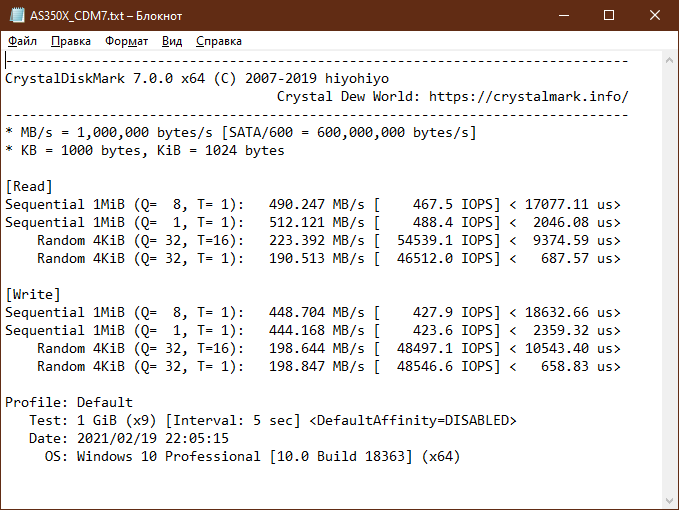 AS350X_CDM7.txt – Блокнот
Файл Правка Формат Вид Справка
------------------------------------------------------------------------------
CrystalDiskMark 7.0.0 x64 (C) 2007-2019 hiyohiyo
                                  Crystal Dew World: https://crystalmark.info/
------------------------------------------------------------------------------
* MB/s = 1,000,000 bytes/s [SATA/600 = 600,000,000 bytes/s]
* KB = 1000 bytes, KiB = 1024 bytes

[Read]
Sequential 1MiB (Q=  8, T= 1):   490.247 MB/s [    467.5 IOPS] < 17077.11 us>
Sequential 1MiB (Q=  1, T= 1):   512.121 MB/s [    488.4 IOPS] <  2046.08 us>
    Random 4KiB (Q= 32, T=16):   223.392 MB/s [  54539.1 IOPS] <  9374.59 us>
    Random 4KiB (Q= 32, T= 1):   190.513 MB/s [  46512.0 IOPS] <   687.57 us>

[Write]
Sequential 1MiB (Q=  8, T= 1):   448.704 MB/s [    427.9 IOPS] < 18632.66 us>
Sequential 1MiB (Q=  1, T= 1):   444.168 MB/s [    423.6 IOPS] <  2359.32 us>
    Random 4KiB (Q= 32, T=16):   198.644 MB/s [  48497.1 IOPS] < 10543.40 us>
    Random 4KiB (Q= 32, T= 1):   198.847 MB/s [  48546.6 IOPS] <   658.83 us>

Profile: Default
   Test: 1 GiB (x9) [Interval: 5 sec] <DefaultAffinity=DISABLED>
   Date: 2021/02/19 22:05:15
     OS: Windows 10 Professional [10.0 Build 18363] (x64)